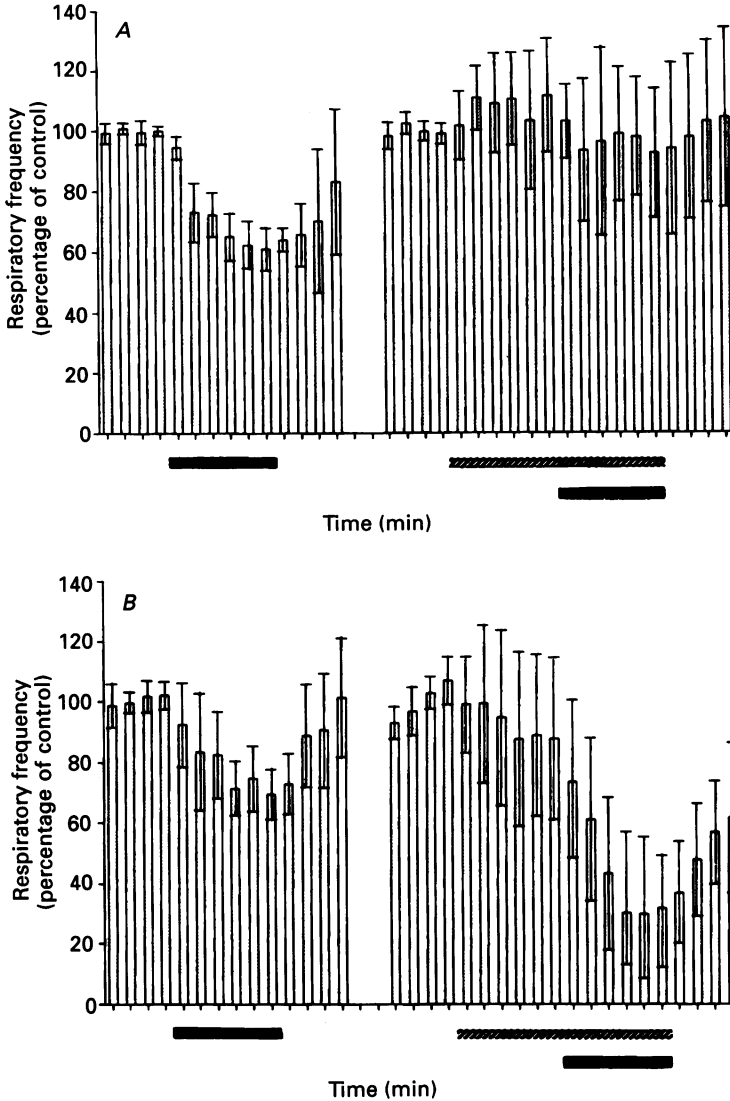 A
140
120
100
80
60
40
20
0
Respiratory frequency
(percentage of control)
Time (min)
B
140
120
100
80
60
40
20
0
Respiratory frequency
(percentage of control)
Time (min)